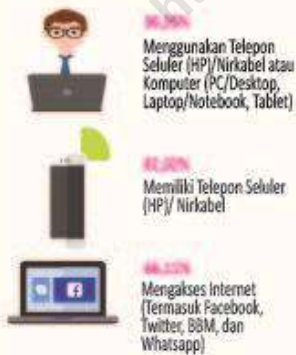 Menggunakan Telepon
Seluler (HP)/Nirkabel atau
Komputer (PC/Desktop,
Laptop/Notebook, Tablet)
Memiliki Telepon Seluler
(HP)/ Nirkabel
Mengakses Internet
(Termasuk Facebook,
Twitter, BBM, dan
Whatsapp)